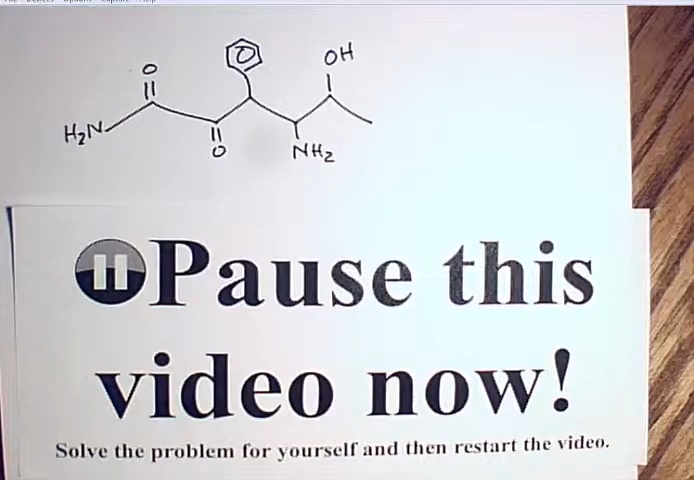 O
OH
H₂N
O
NH₂
Pause this
video now!
Solve the problem for yourself and then restart the video.